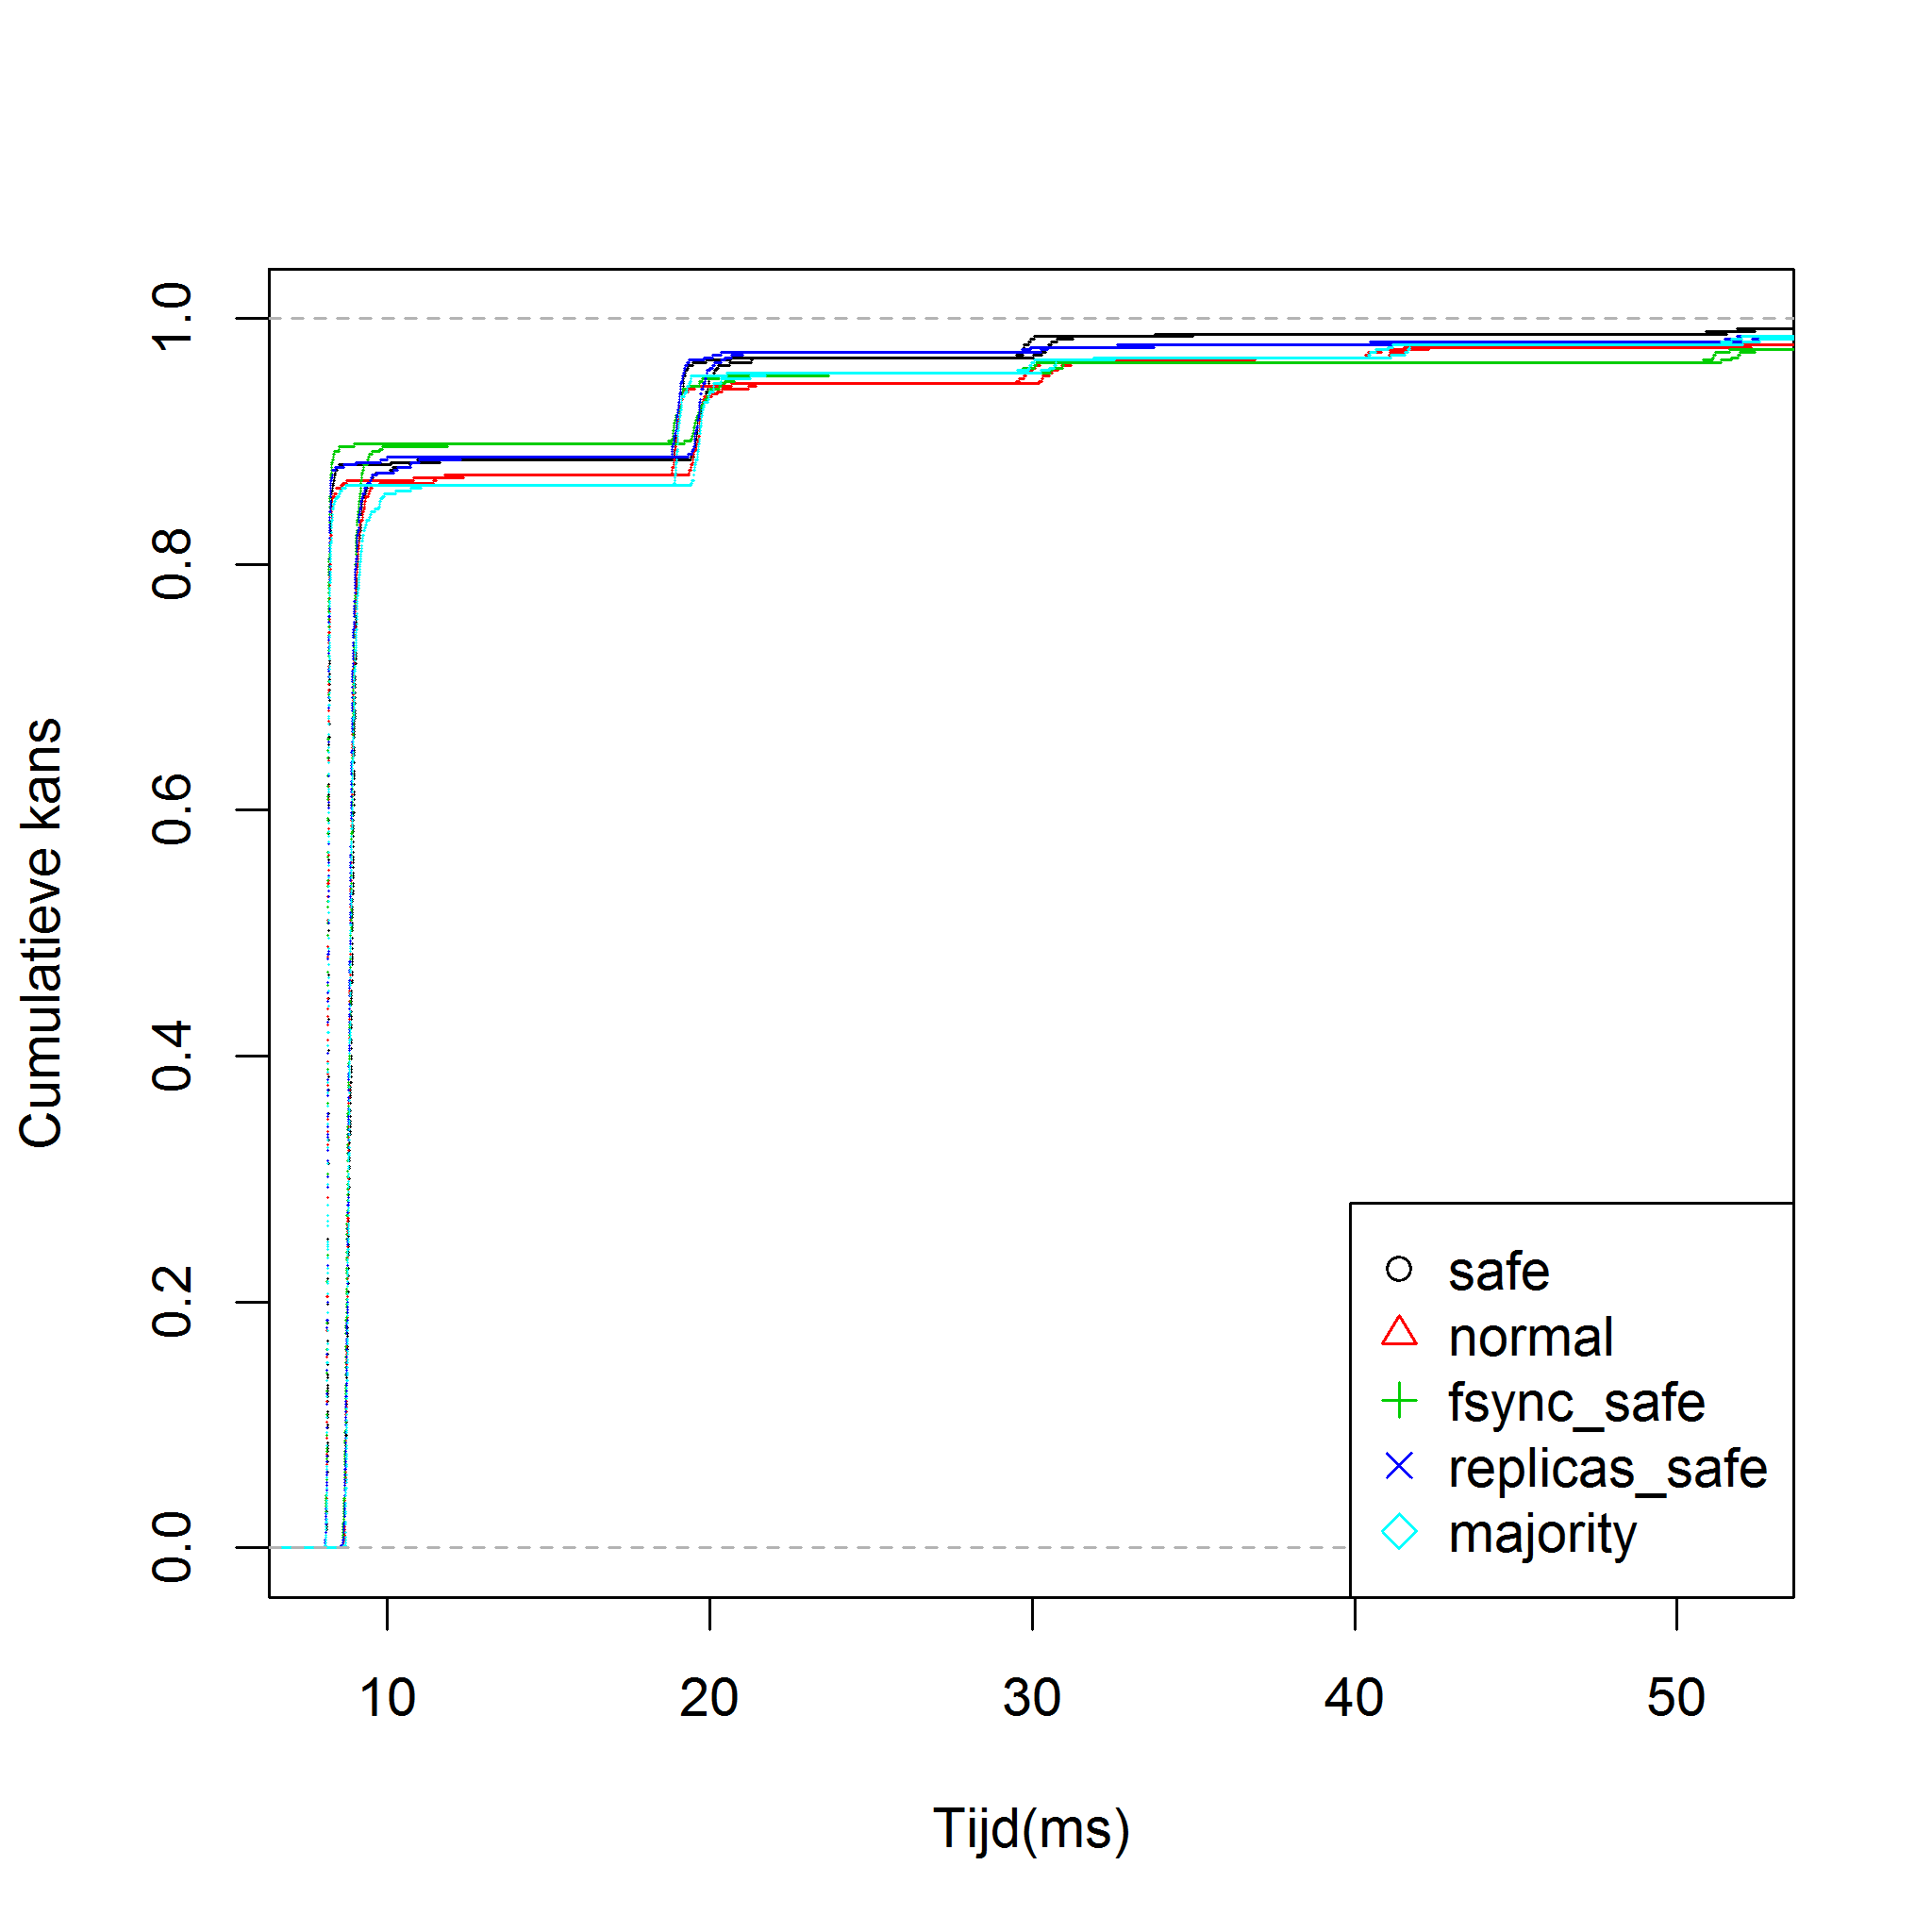 1.0
0.8
0.6
0.4
0.2
0.0
Cumulatieve kans
safe
normal
fsync_safe
replicas_safe
majority
10 20 30 40 50
Tijd(ms)